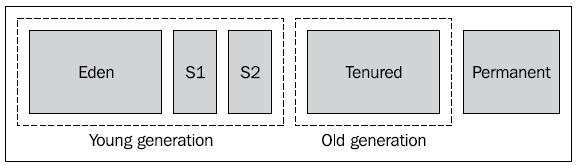 Eden
S1
S2
Tenured
Permanent
Young generation
Old generation